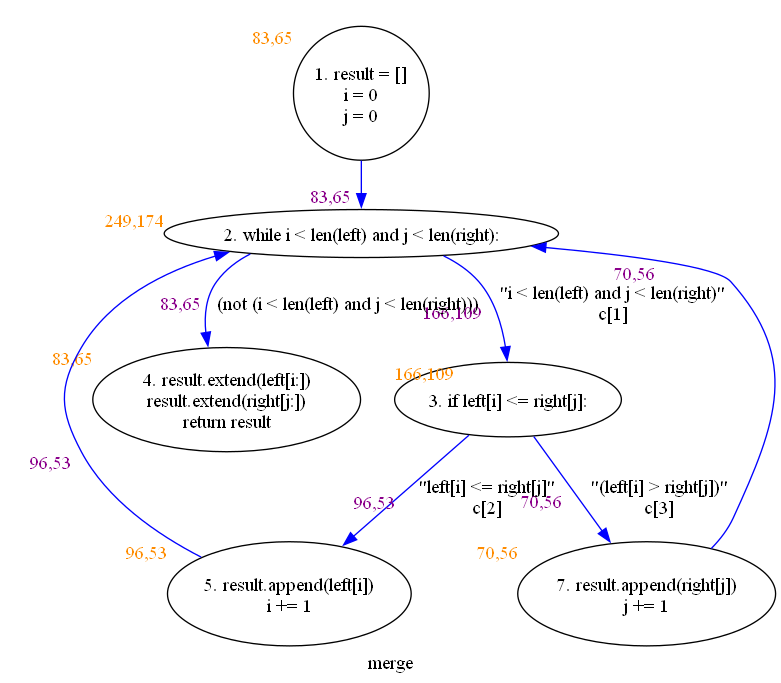 83,65
1. result = []
i = 0
j = 0
83,65
249,174
2. while i < len(left) and j < len(right):
70,56
83,65
(not (i < len(left) and j < len(right)))
166,109
"i < len(left) and j < len(right)"
c[1]
83,65
166,109
4. result.extend(left[i:])
result.extend(right[j:])
return result
3. if left[i] <= right[j]:
96,53
96,53
"left[i] <= right[j]"
c[2]
70,56
"(left[i] > right[j])"
c[3]
96,53
5. result.append(left[i])
i += 1
70,56
7. result.append(right[j])
j += 1
merge